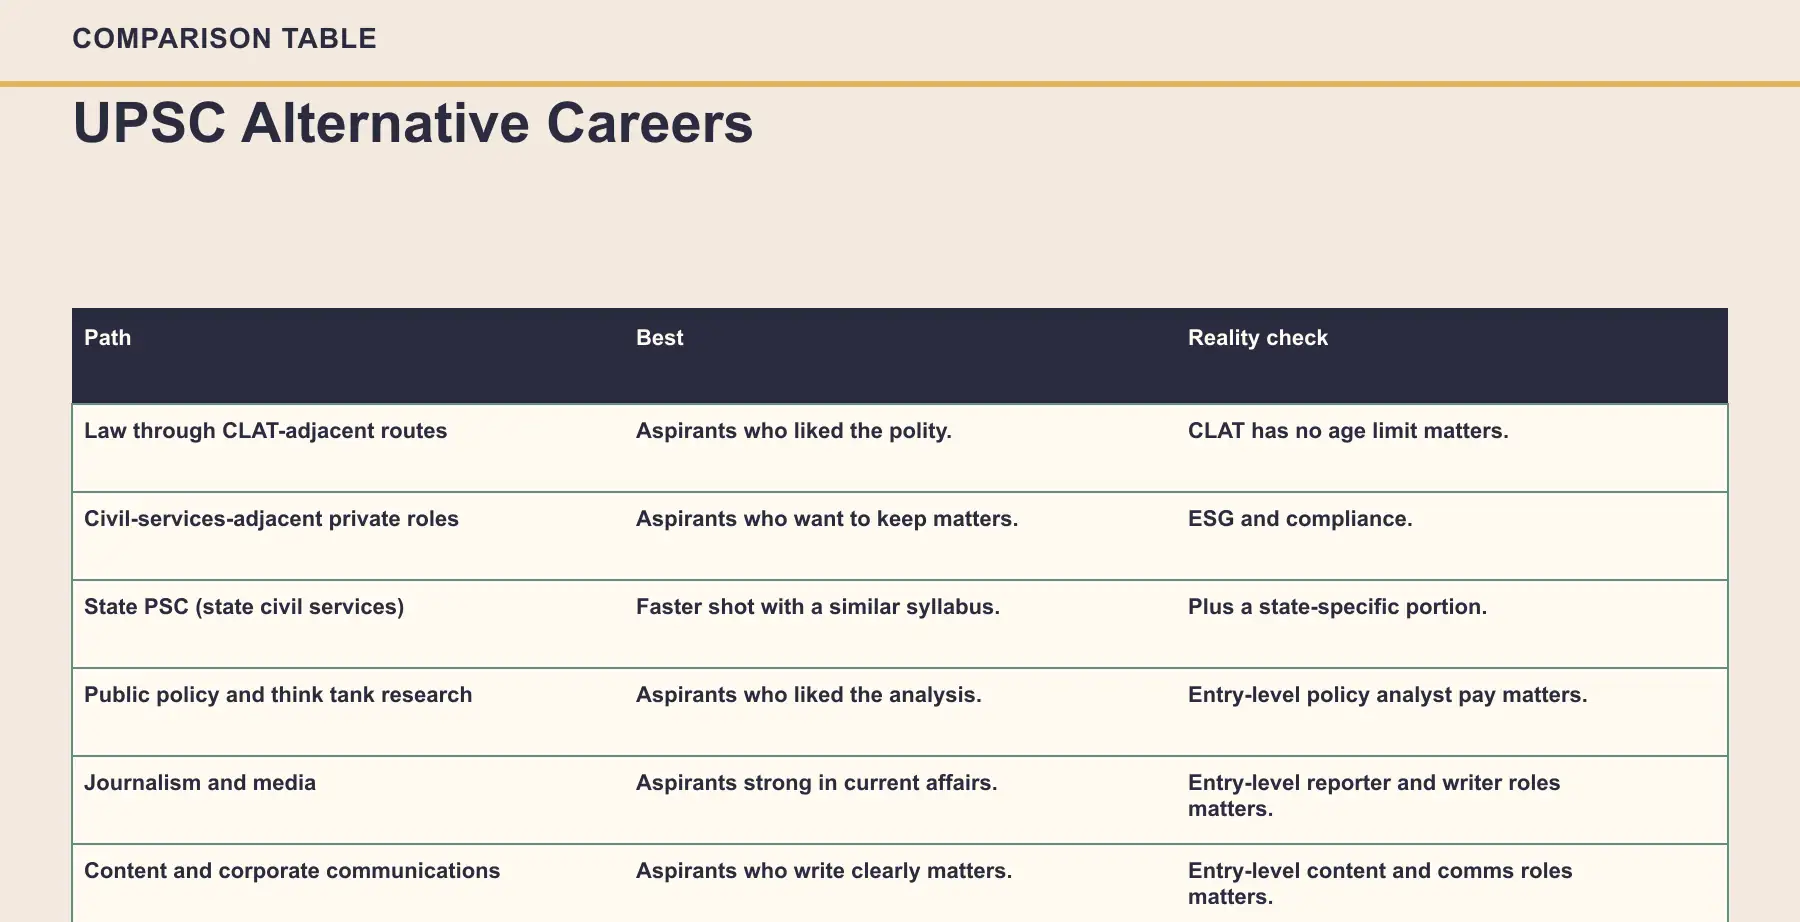 COMPARISON TABLE
UPSC Alternative Careers
Path Best Reality check
Law through CLAT-adjacent routes Aspirants who liked the polity. CLAT has no age limit matters.
Civil-services-adjacent private roles Aspirants who want to keep matters. ESG and compliance.
State PSC (state civil services) Faster shot with a similar syllabus. Plus a state-specific portion.
Public policy and think tank research Aspirants who liked the analysis. Entry-level policy analyst pay matters.
Journalism and media Aspirants strong in current affairs. Entry-level reporter and writer roles
matters.
Content and corporate communications Aspirants who write clearly matters. Entry-level content and comms roles
matters.